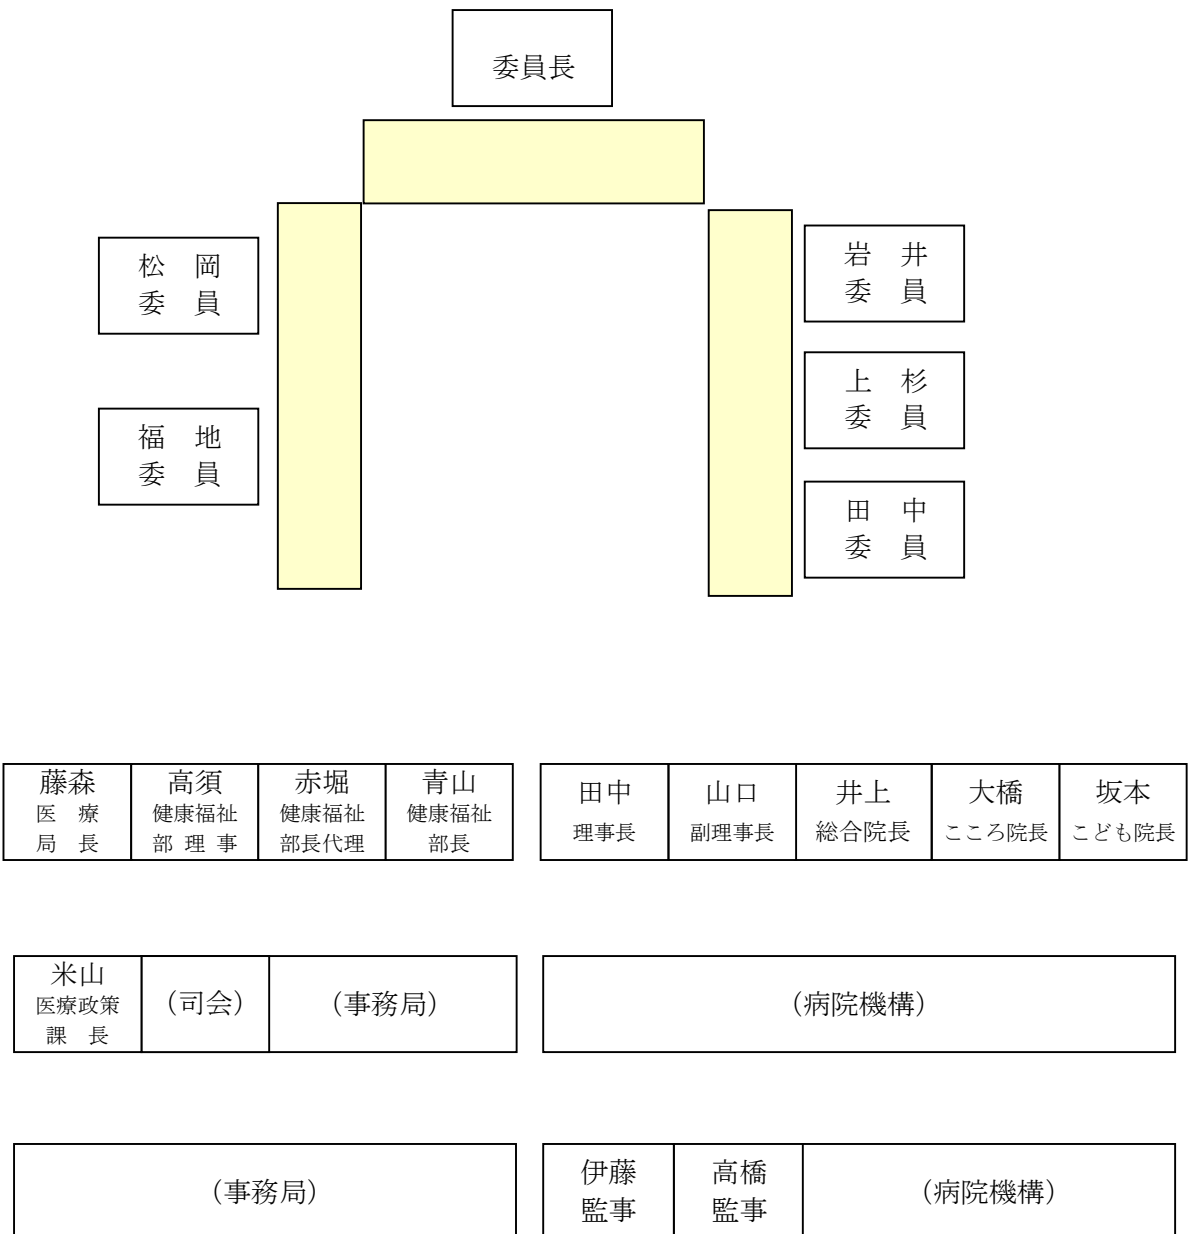 委員長
松　岡
委　員
岩　井
委　員
上　杉
委　員
福　地
委　員
田　中
委　員
藤森
医　療
局　長
高須
健康福祉
部 理 事
赤堀
健康福祉
部長代理
青山
健康福祉
部長
田中
理事長
山口
副理事長
井上
総合院長
大橋
こころ院長
坂本
こども院長
米山
医療政策
課　長
（司会）
（事務局）
（病院機構）
（事務局）
伊藤
監事
高橋
監事
（病院機構）